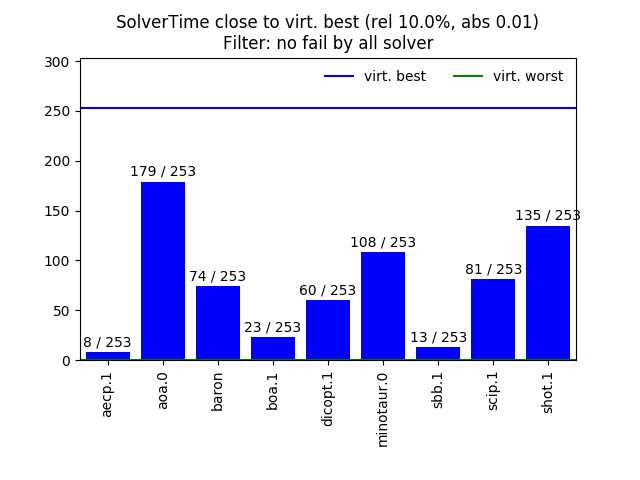 SolverTime close to virt. best (rel 10.0%, abs 0.01)
Filter: no fail by all solver
virt. best
virt. worst
300
250
200
150
100
50
0
8 / 253
179 / 253
74 / 253
23 / 253
60 / 253
108 / 253
13 / 253
81 / 253
135 / 253
aecp.1
aoa.0
baron
boa.1
dicopt.1
minotaur.0
sbb.1
scip.1
shot.1